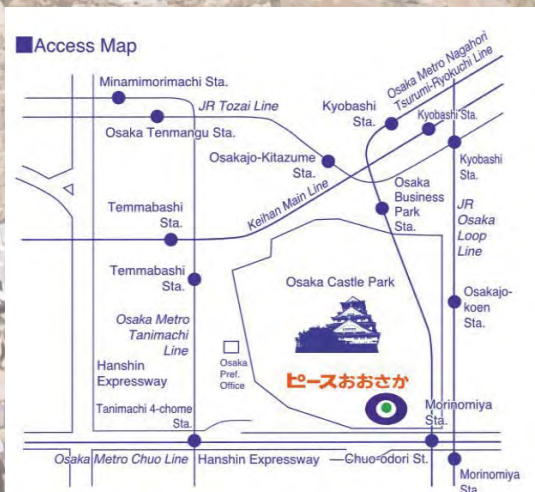 ■Access Map
Osaka Metro Nagahori
Tsurumi-Ryokuchi Line
Minamimorimachi Sta.
JR Tozai Line
Kyobashi
Sta.
Kyobashi Sta.
Osaka Tenmangu Sta.
Osakajo-Kitazume
Sta.
Kyobashi
Sta.
Keihan Main Line
Osaka
Business
Park
Sta.
JR
Osaka
Loop
Line
Temmabashi
Sta.
Temmabashi
Sta.
Osaka Castle Park
Osakajo-
koen
Sta.
Osaka Metro
Tanimachi
Line
Osaka
Pref.
Office
Hanshin
Expressway
ピースおおさか
Tanimachi 4-chome
Sta.
Morinomiya
Sta.
Osaka Metro Chuo Line
Hanshin Expressway
Chuo-odori St.
Morinomiya
Sta.